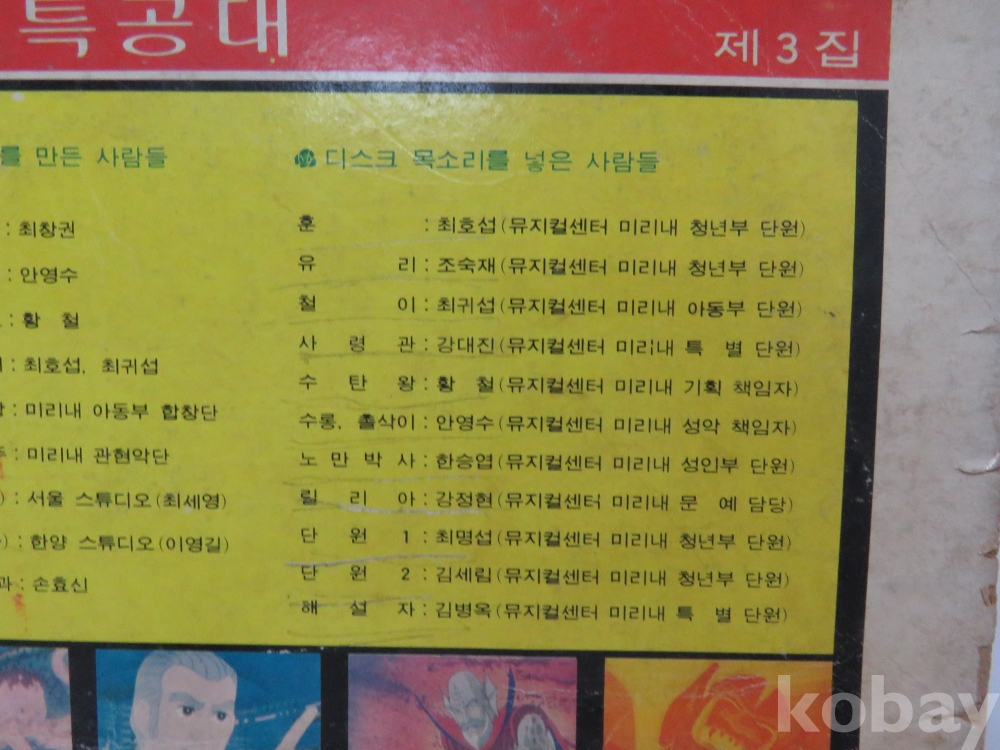 특공대
제 3 집
를 만든 사람들
: 최창권
: 안영수
: 황 철
: 최호섭, 최귀섭
: 미리내 아동부 합창단
: 미리내 관현악단
) : 서울 스튜디오(최세영)
) : 한양 스튜디오(이영길)
과 : 손효신
디스크 목소리를 넣은 사람들
훈 : 최호섭(뮤지컬센터 미리내 청년부 단원)
유 리 : 조숙재(뮤지컬센터 미리내 청년부 단원)
철 이 : 최귀섭(뮤지컬센터 미리내 아동부 단원)
사 령 관 : 강대진(뮤지컬센터 미리내 특 별 단원)
수 탄 왕 : 황 철(뮤지컬센터 미리내 기획 책임자)
수롱, 촐삭이 : 안영수(뮤지컬센터 미리내 성악 책임자)
노 만 박 사 : 한승엽(뮤지컬센터 미리내 성인부 단원)
릴 리 아 : 강정현(뮤지컬센터 미리내 문 예 담당)
단 원 1 : 최명섭(뮤지컬센터 미리내 청년부 단원)
단 원 2 : 김세림(뮤지컬센터 미리내 청년부 단원)
해 설 자 : 김병옥(뮤지컬센터 미리내 특 별 단원)
kobay